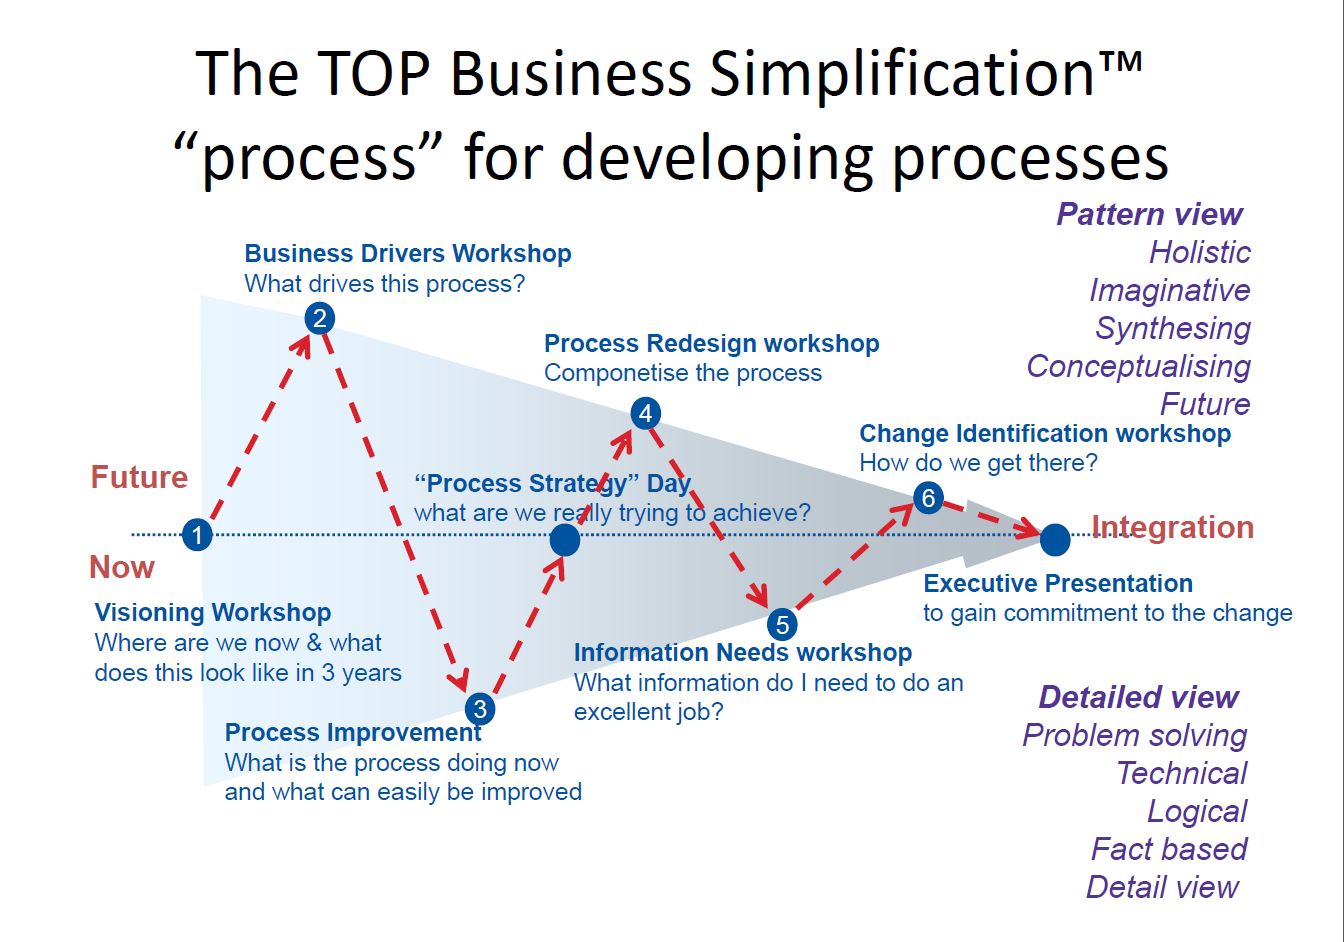 The TOP Business Simplification™
“process” for developing processes
Pattern view
Holistic
Imaginative
Synthesing
Conceptualising
Future
Business Drivers Workshop
What drives this process?
2
Process Redesign workshop
Componetise the process
4
Change Identification workshop
How do we get there?
6
Future
“Process Strategy” Day
what are we really trying to achieve?
1
Integration
Now
Visioning Workshop
Where are we now & what
does this look like in 3 years
Executive Presentation
to gain commitment to the change
5
Information Needs workshop
What information do I need to do an
excellent job?
3
Process Improvement
What is the process doing now
and what can easily be improved
Detailed view
Problem solving
Technical
Logical
Fact based
Detail view